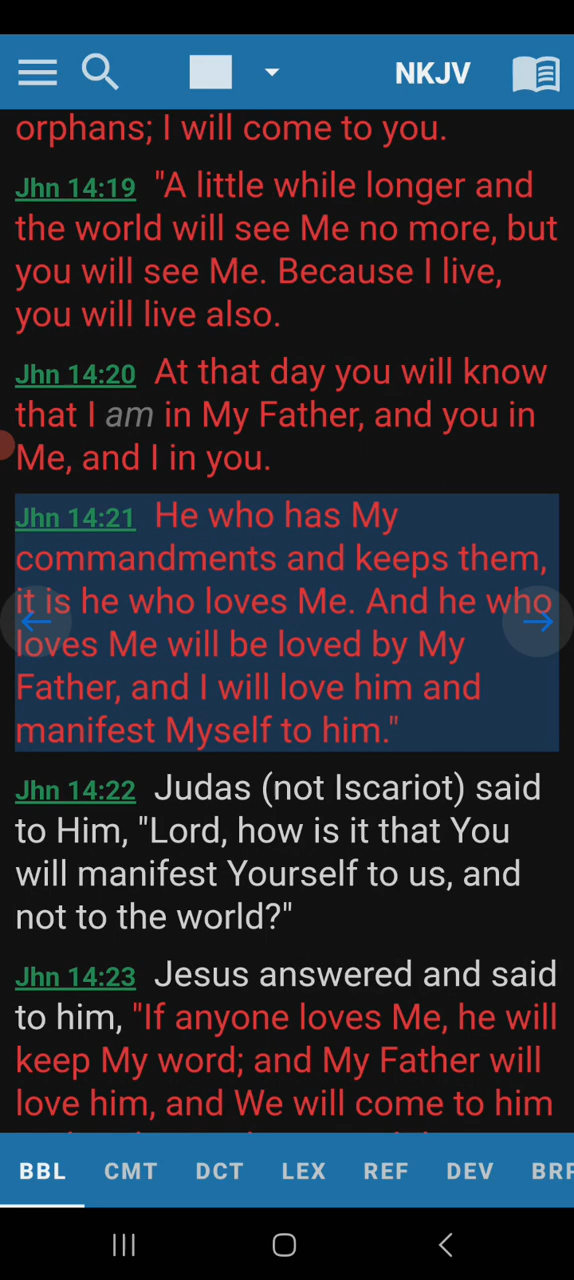 NKJV
orphans; I will come to you.
Jhn 14:19 "A little while longer and
the world will see Me no more, but
you will see Me. Because I live,
you will live also.
Jhn 14:20 At that day you will know
that I am in My Father, and you in
Me, and I in you.
Jhn 14:21 He who has My
commandments and keeps them,
it is he who loves Me. And he who
loves Me will be loved by My
Father, and I will love him and
manifest Myself to him."
Jhn 14:22 Judas (not Iscariot) said
to Him, "Lord, how is it that You
will manifest Yourself to us, and
not to the world?"
Jhn 14:23 Jesus answered and said
to him, "If anyone loves Me, he will
keep My word; and My Father will
love him, and We will come to him
BBL CMT DCT LEX REF DEV BRF